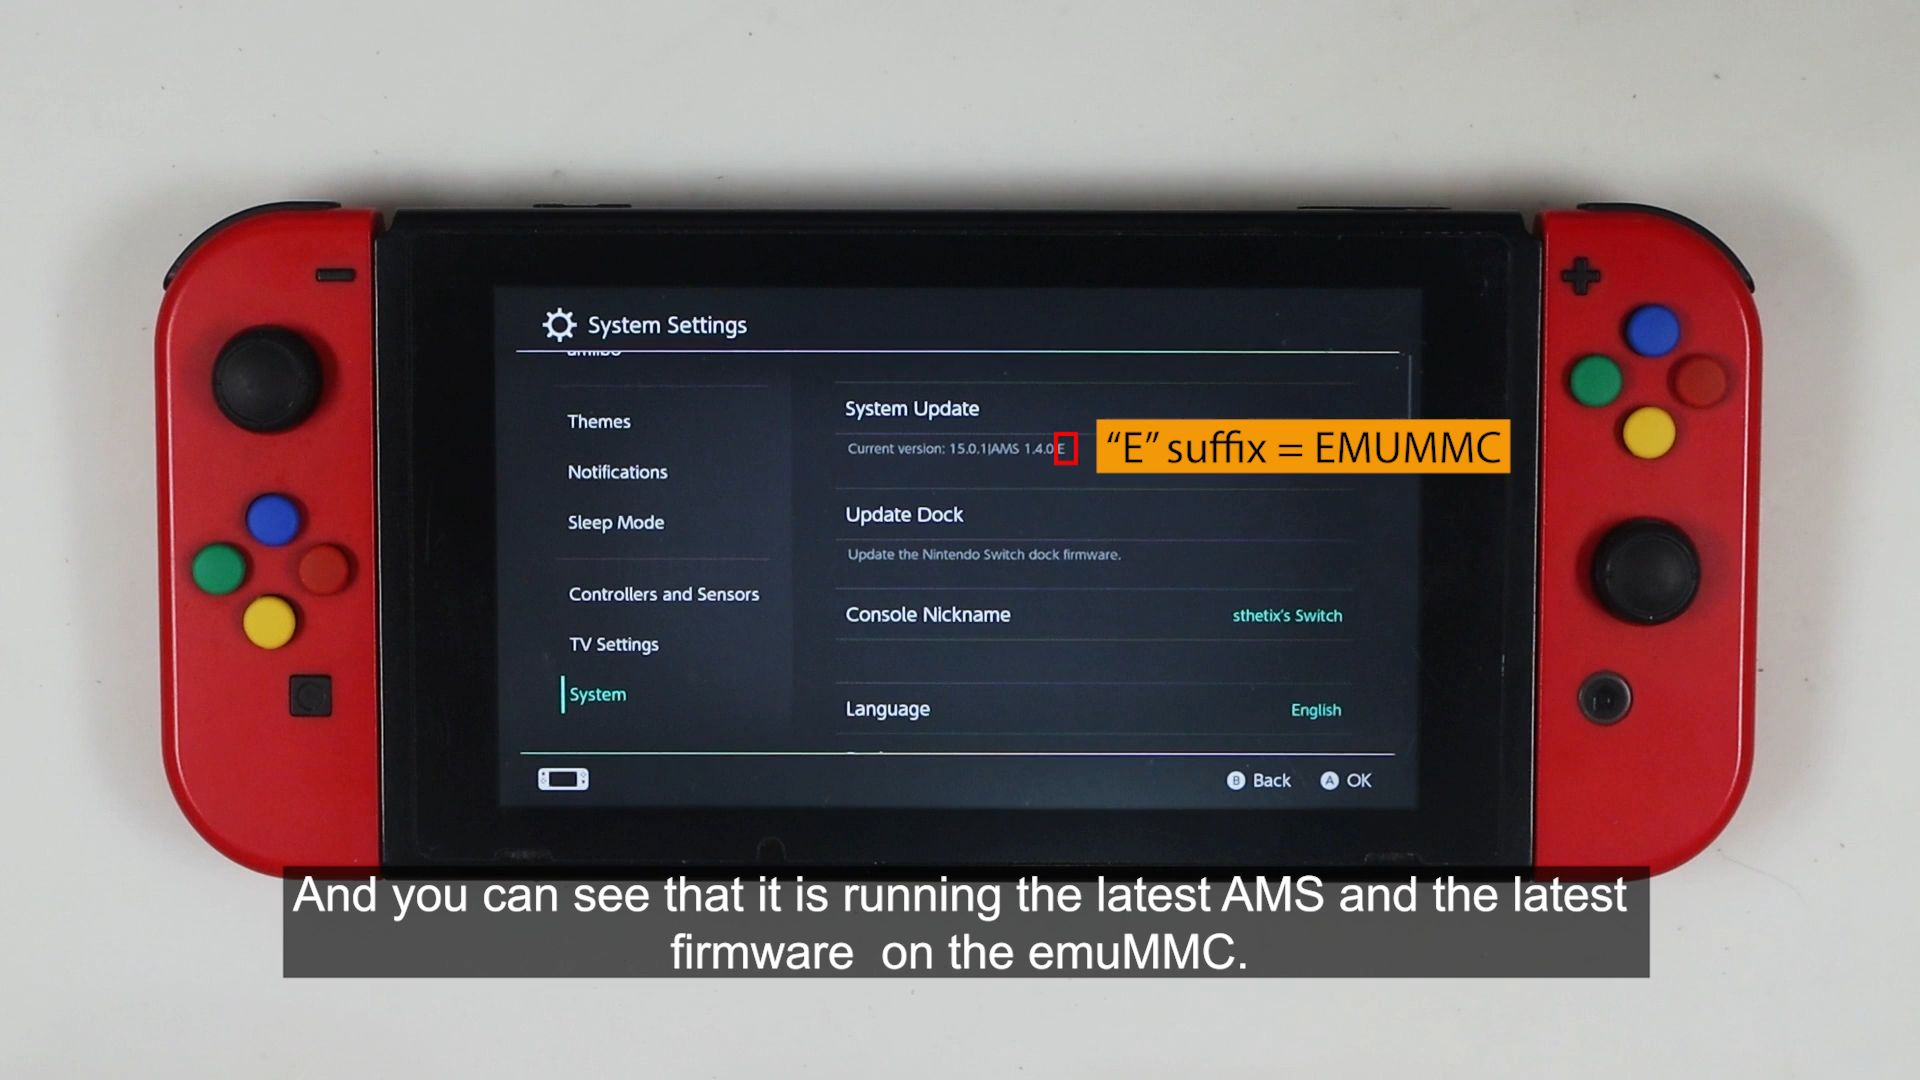 System Settings
amiibo
Themes
Notifications
Sleep Mode
Controllers and Sensors
TV Settings
System
System Update
Current version: 15.0.1|AMS 1.4.0|E
"E" suffix = EMUMMC
Update Dock
Update the Nintendo Switch dock firmware.
Console Nickname sthetix's Switch
Language English
B Back A OK
And you can see that it is running the latest AMS and the latest
firmware on the emuMMC.